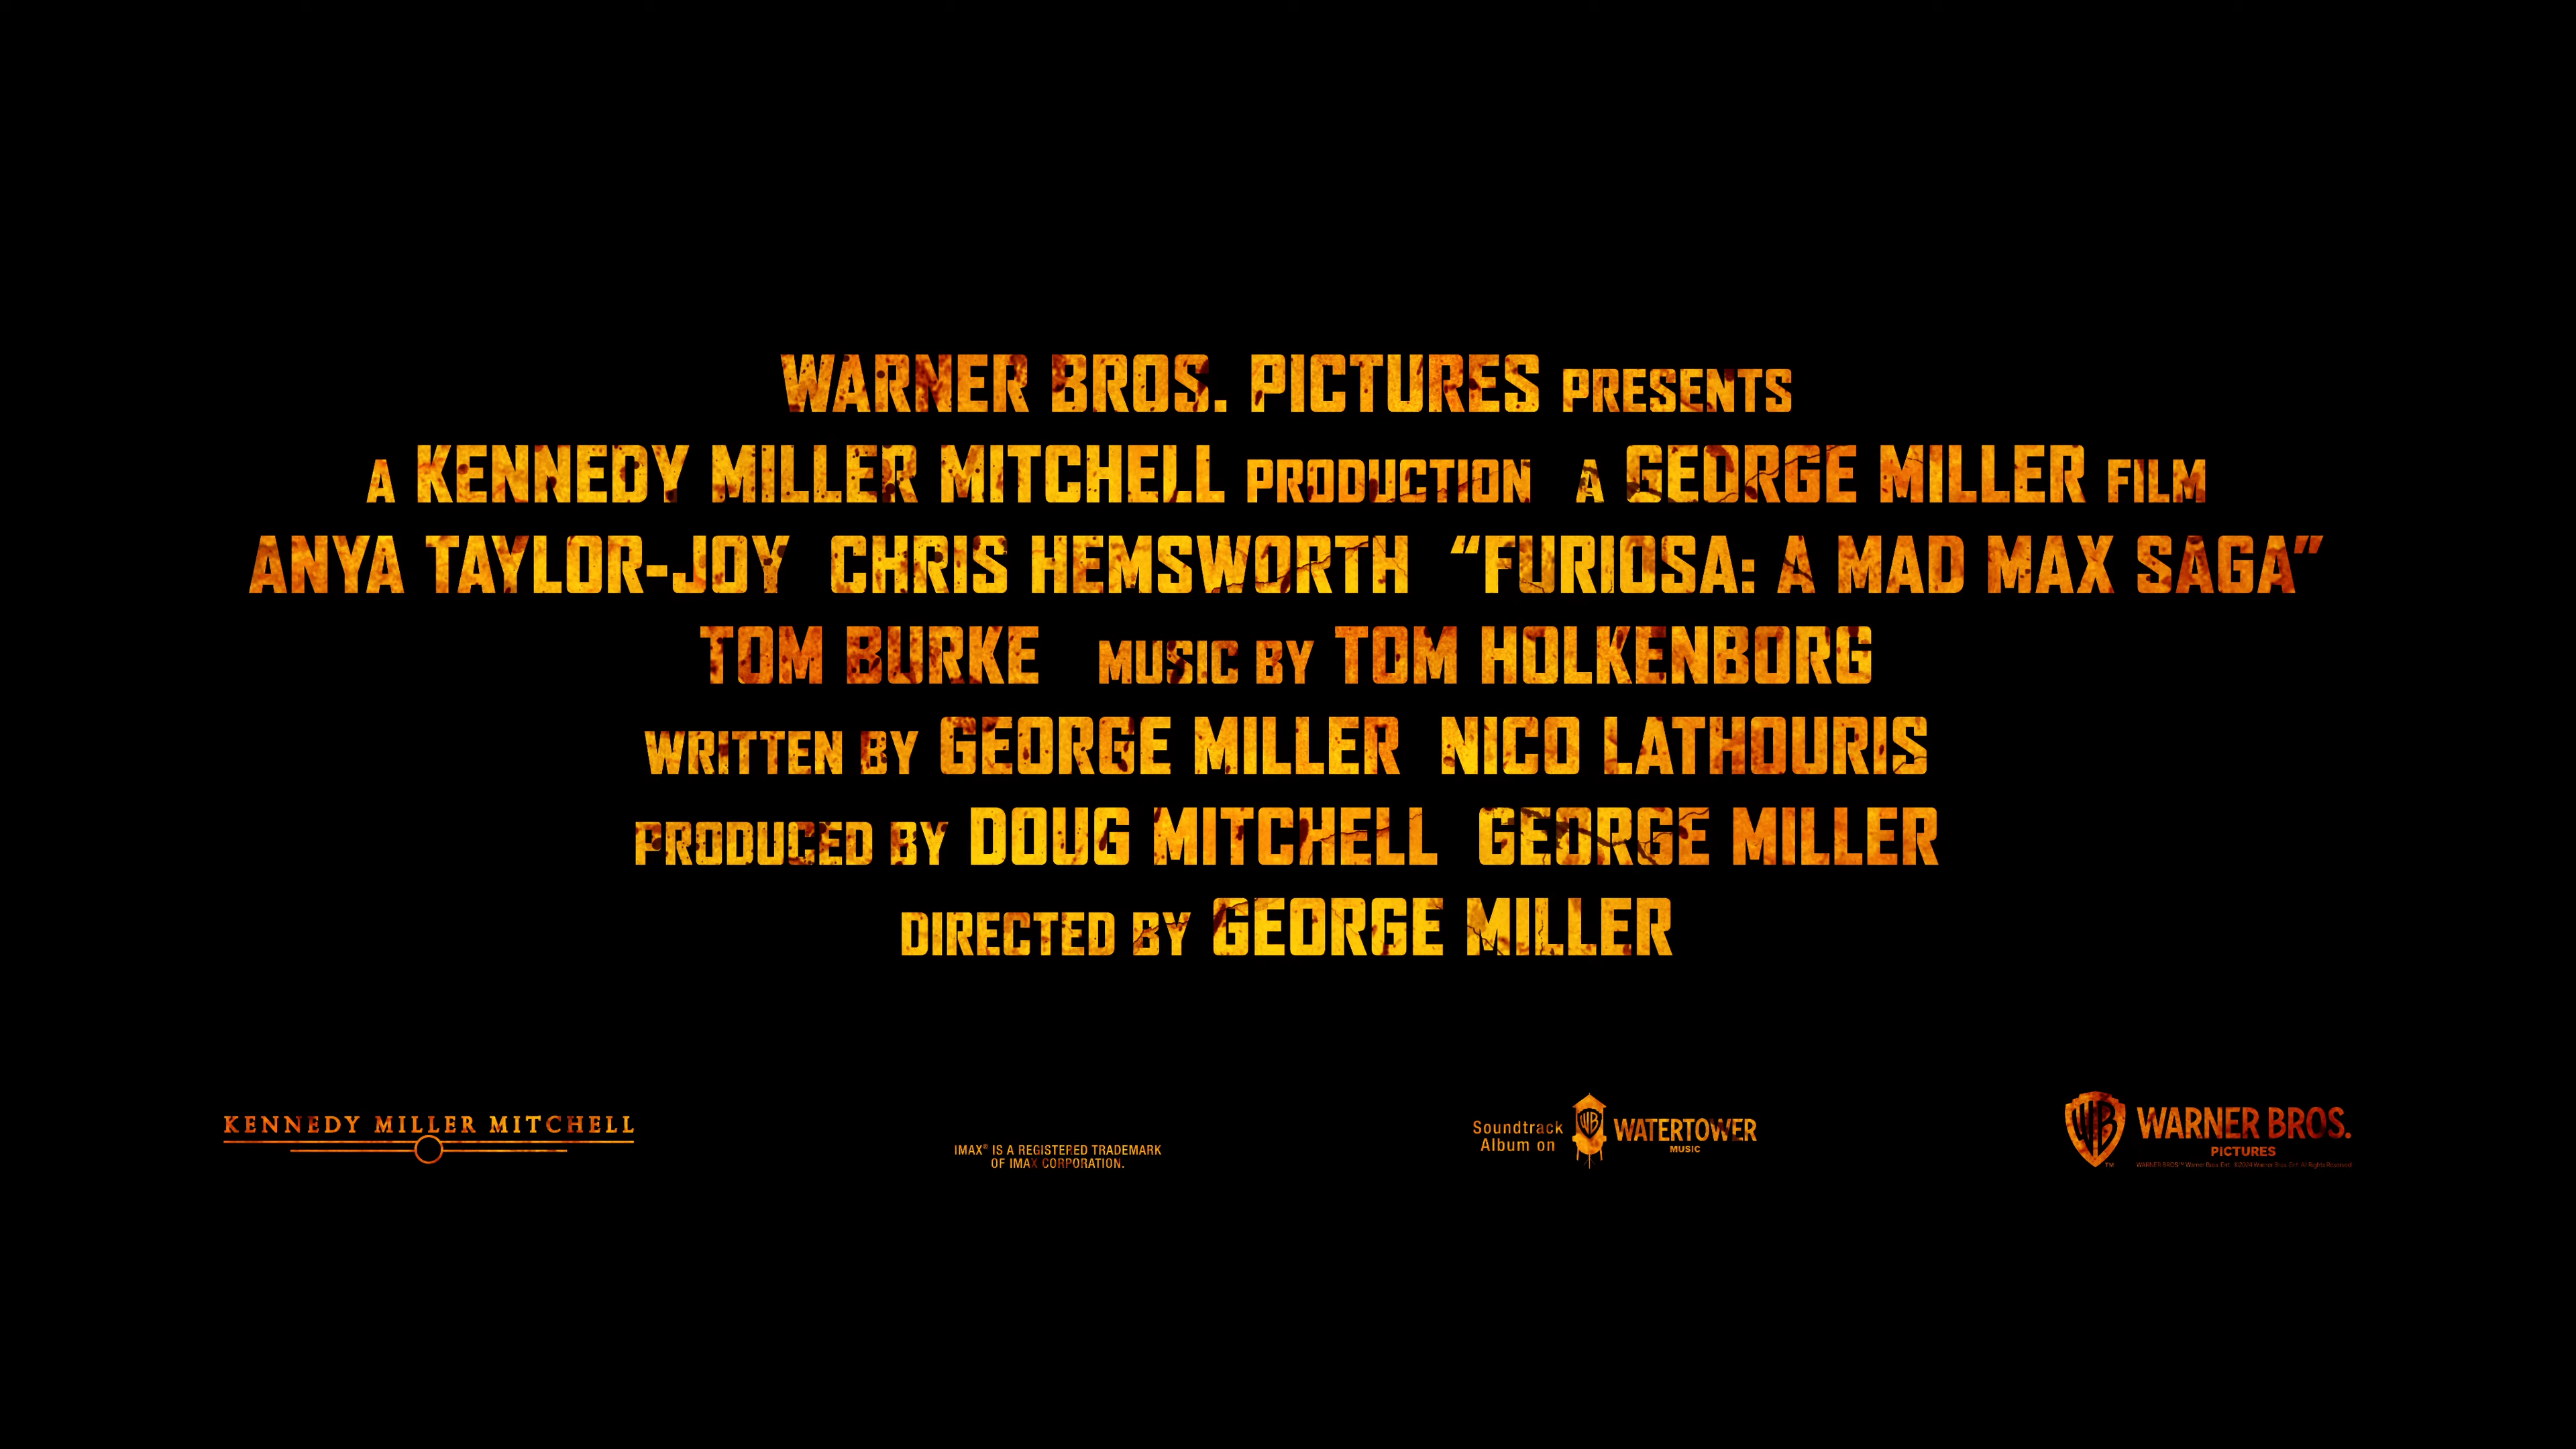 WARNER BROS. PICTURES PRESENTS
A KENNEDY MILLER MITCHELL PRODUCTION A GEORGE MILLER FILM
ANYA TAYLOR-JOY CHRIS HEMSWORTH “FURIOSA: A MAD MAX SAGA”
TOM BURKE MUSIC BY TOM HOLKENBORG
WRITTEN BY GEORGE MILLER NICO LATHOURIS
PRODUCED BY DOUG MITCHELL GEORGE MILLER
DIRECTED BY GEORGE MILLER
KENNEDY MILLER MITCHELL
IMAX® IS A REGISTERED TRADEMARK
OF IMAX CORPORATION.
Soundtrack
Album on
WB
WATERTOWER
MUSIC
WB
TM
WARNER BROS.
PICTURES